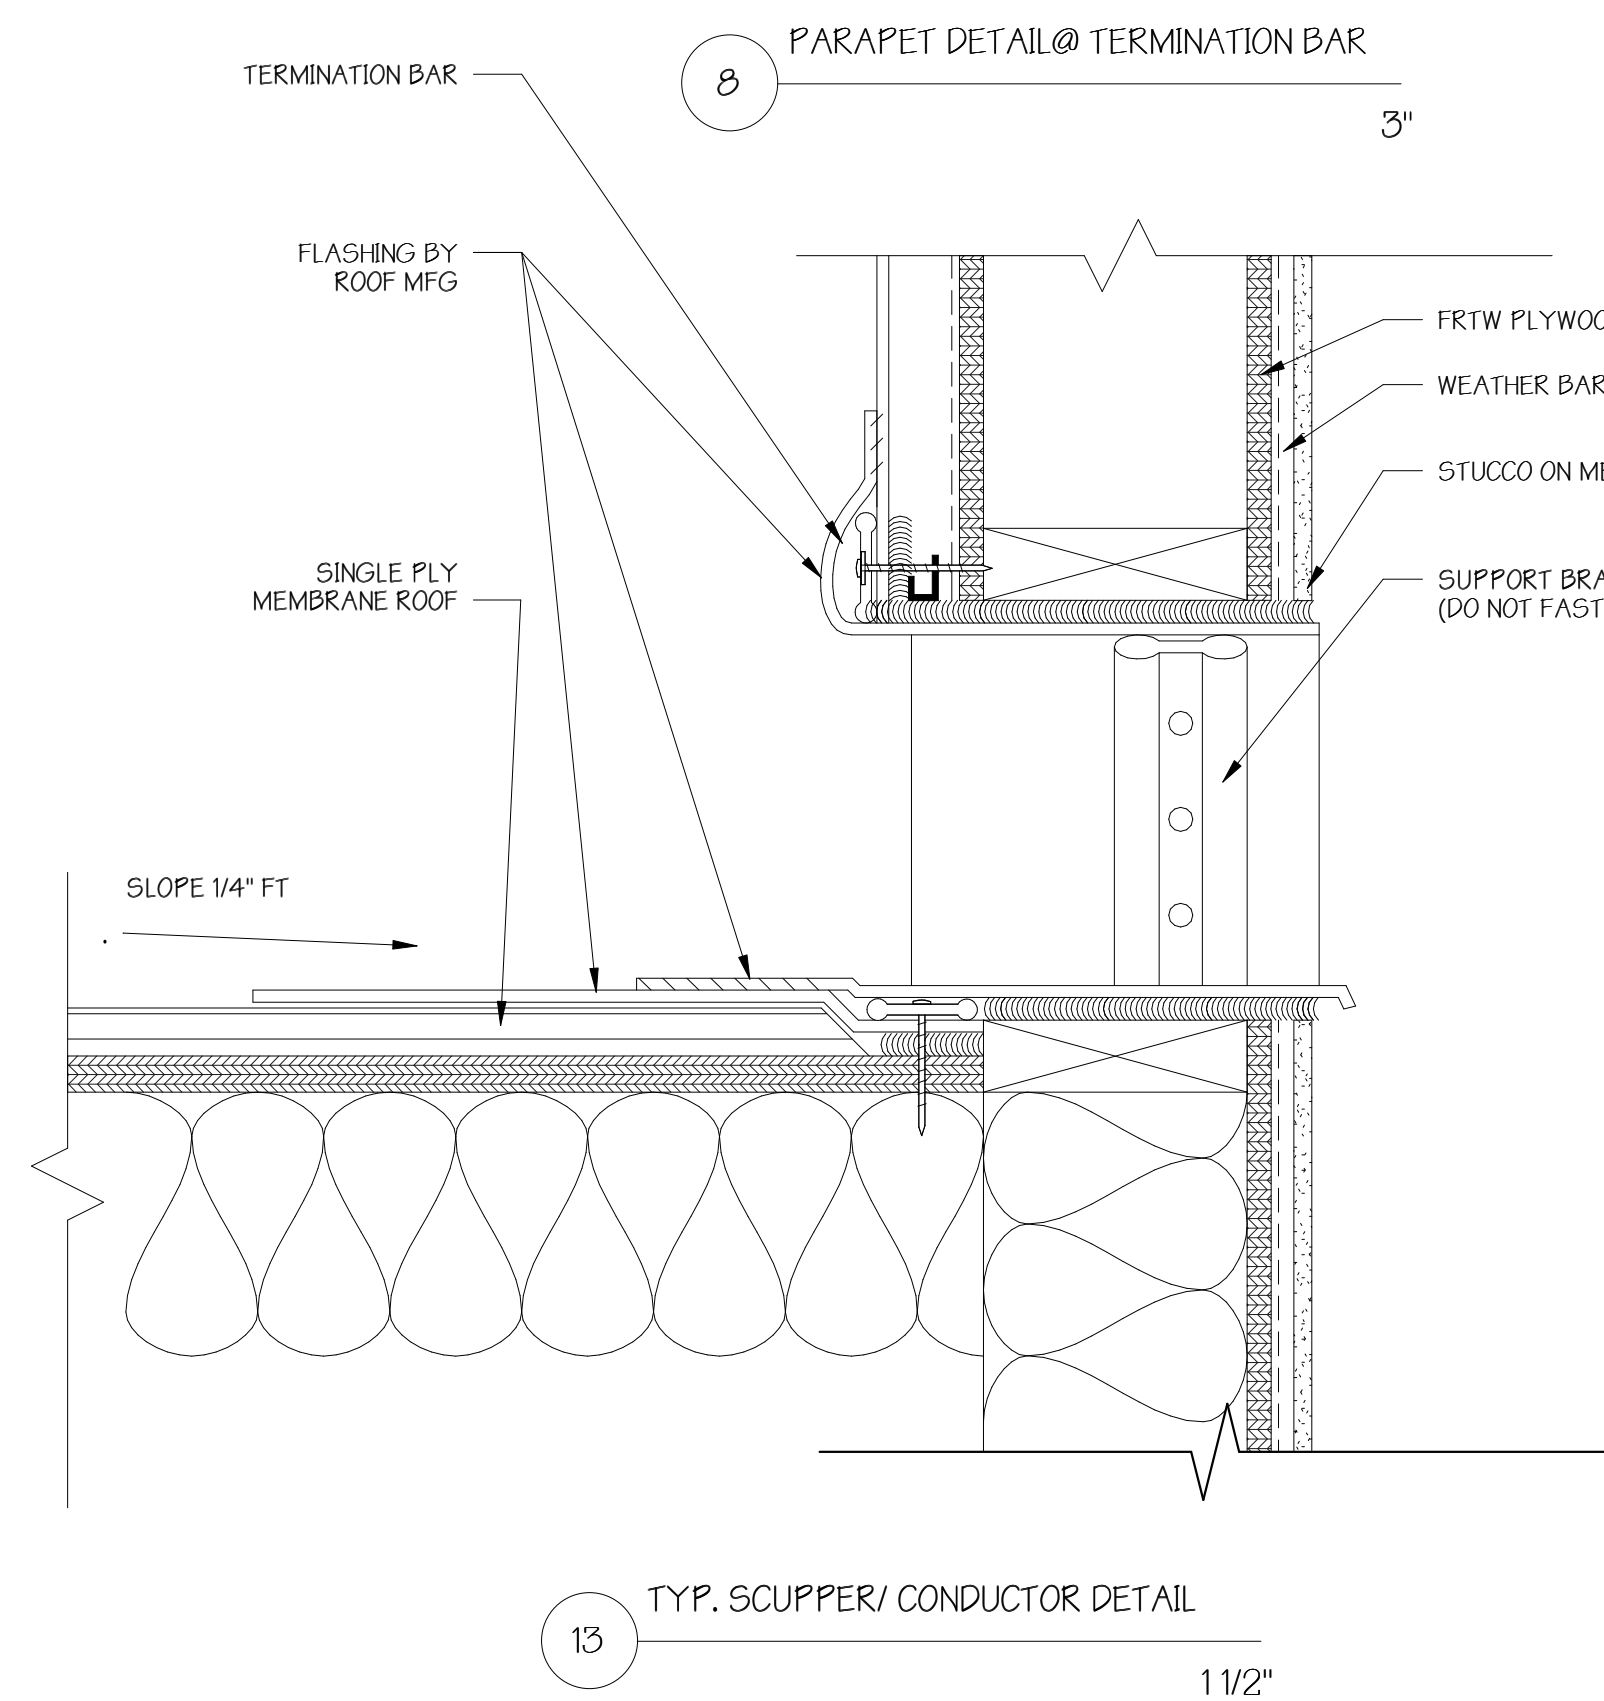 PARAPET DETAIL@ TERMINATION BAR
8
3"
TERMINATION BAR
FLASHING BY
ROOF MFG
SINGLE PLY
MEMBRANE ROOF
SLOPE 1/4" FT
FRTW PLYWOO
WEATHER BAR
STUCCO ON ME
SUPPORT BRA
(DO NOT FAST
TYP. SCUPPER/ CONDUCTOR DETAIL
13
1 1/2"